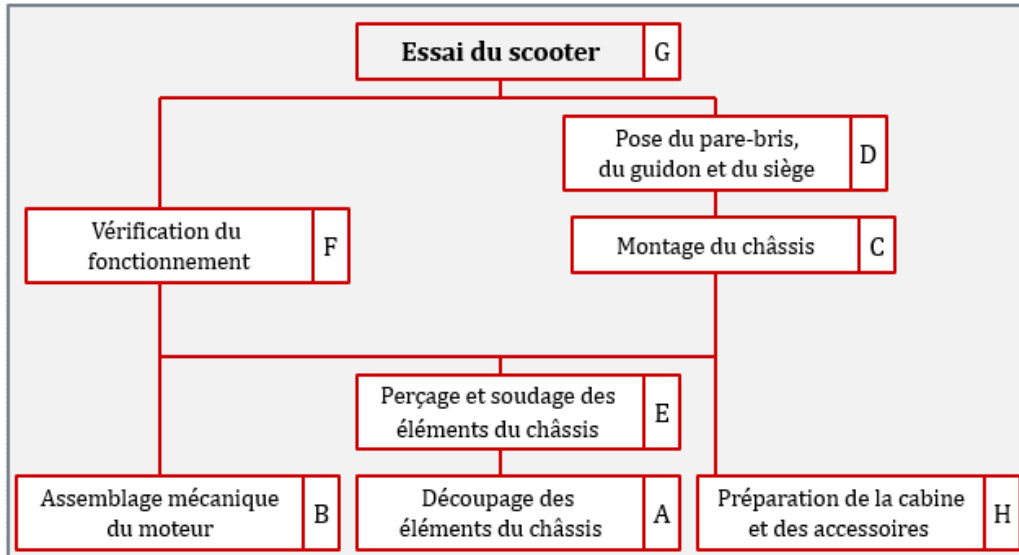 Essai du scooter G
Pose du pare-bris,
du guidon et du siège D
Vérification du
fonctionnement F
Montage du châssis C
Perçage et soudage des
éléments du châssis E
Assemblage mécanique
du moteur B
Découpage des
éléments du châssis A
Préparation de la cabine
et des accessoires H